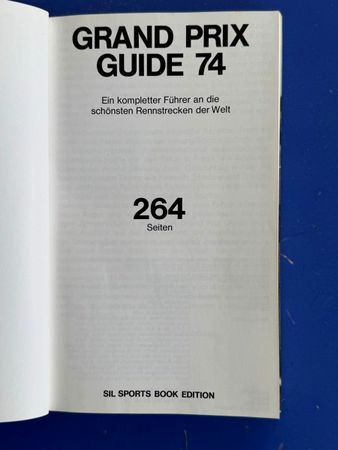 GRAND PRIX
GUIDE 74
Ein kompletter Führer an die
schönsten Rennstrecken der Welt
264
Seiten
SIL SPORTS BOOK EDITION